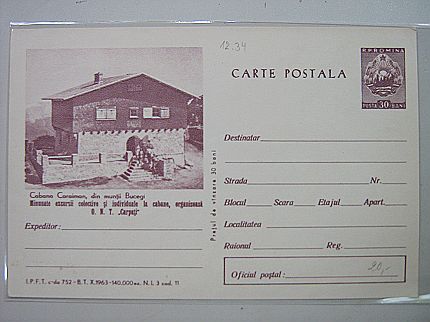 12.34
R.P.ROMINA
POSTA 30 BANI
CARTE POSTALA
Destinatar
Strada Nr.
Blocul Scara Etajul Apart.
Localitatea
Raional Reg.
Oficiul poștal: 20,-
Prețul de vînzare 30 bani
Cabana Caraiman, din munții Bucegi
Minunate excursii colective și individuale la cabane, organizează
O. N. T. „Carpați"
Expeditor:
I. P. F. T. c-da 752 - B. T. X. 1963 - 140.000 ex. N. I. 3 cod. 11